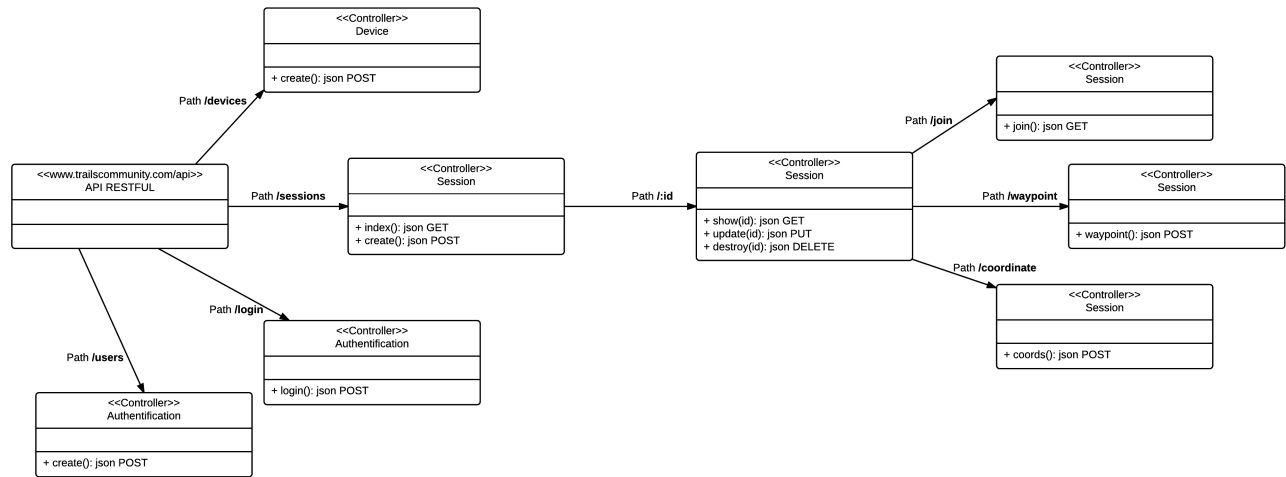 <<Controller>>
Device
+ create(): json POST
Path /devices
<<www.trailscommunity.com/api>>
API RESTFUL
Path /sessions
<<Controller>>
Session
+ index(): json GET
+ create(): json POST
Path /:id
<<Controller>>
Session
+ show(id): json GET
+ update(id): json PUT
+ destroy(id): json DELETE
Path /join
<<Controller>>
Session
+ join(): json GET
Path /waypoint
<<Controller>>
Session
+ waypoint(): json POST
Path /coordinate
<<Controller>>
Session
+ coords(): json POST
Path /login
<<Controller>>
Authentification
+ login(): json POST
Path /users
<<Controller>>
Authentification
+ create(): json POST